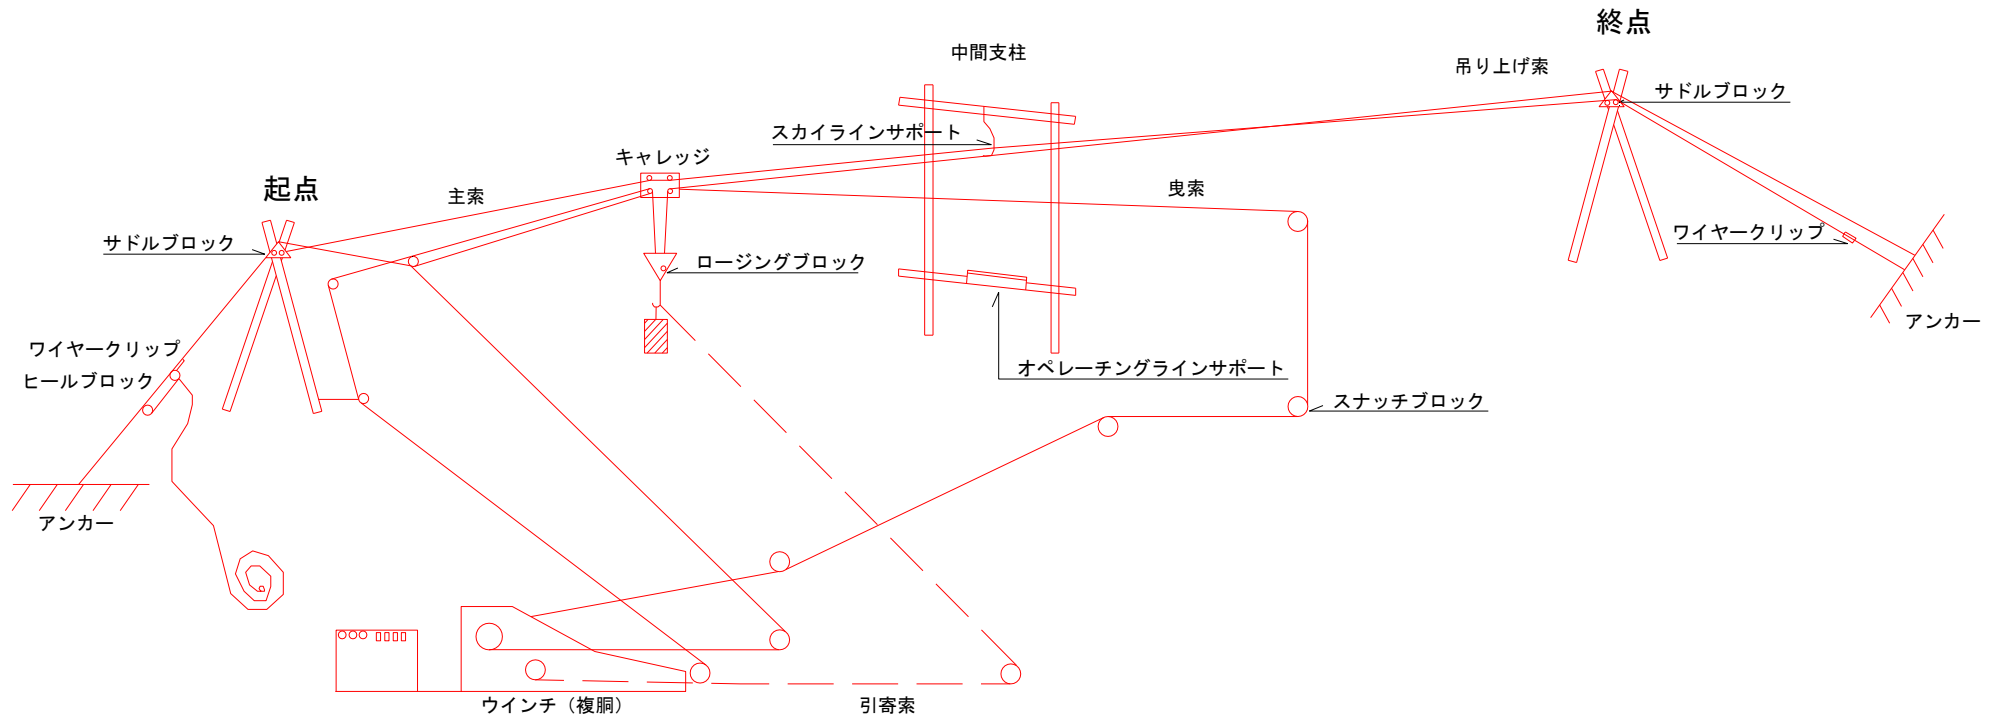 終点
中間支柱
吊り上げ索
サドルブロック
スカイラインサポート
キャレッジ
起点
主索
曳索
サドルブロック
ワイヤークリップ
ロージングブロック
アンカー
ワイヤークリップ
オペレーチングラインサポート
ヒールブロック
スナッチブロック
アンカー
ウインチ（複胴）
引寄索